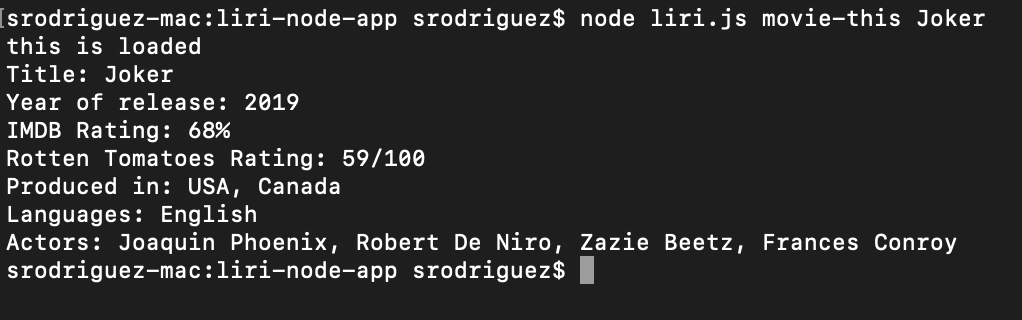 srodriguez-mac:liri-node-app srodriguez$ node liri.js movie-this Joker
this is loaded
Title: Joker
Year of release: 2019
IMDB Rating: 68%
Rotten Tomatoes Rating: 59/100
Produced in: USA, Canada
Languages: English
Actors: Joaquin Phoenix, Robert De Niro, Zazie Beetz, Frances Conroy
srodriguez-mac:liri-node-app srodriguez$